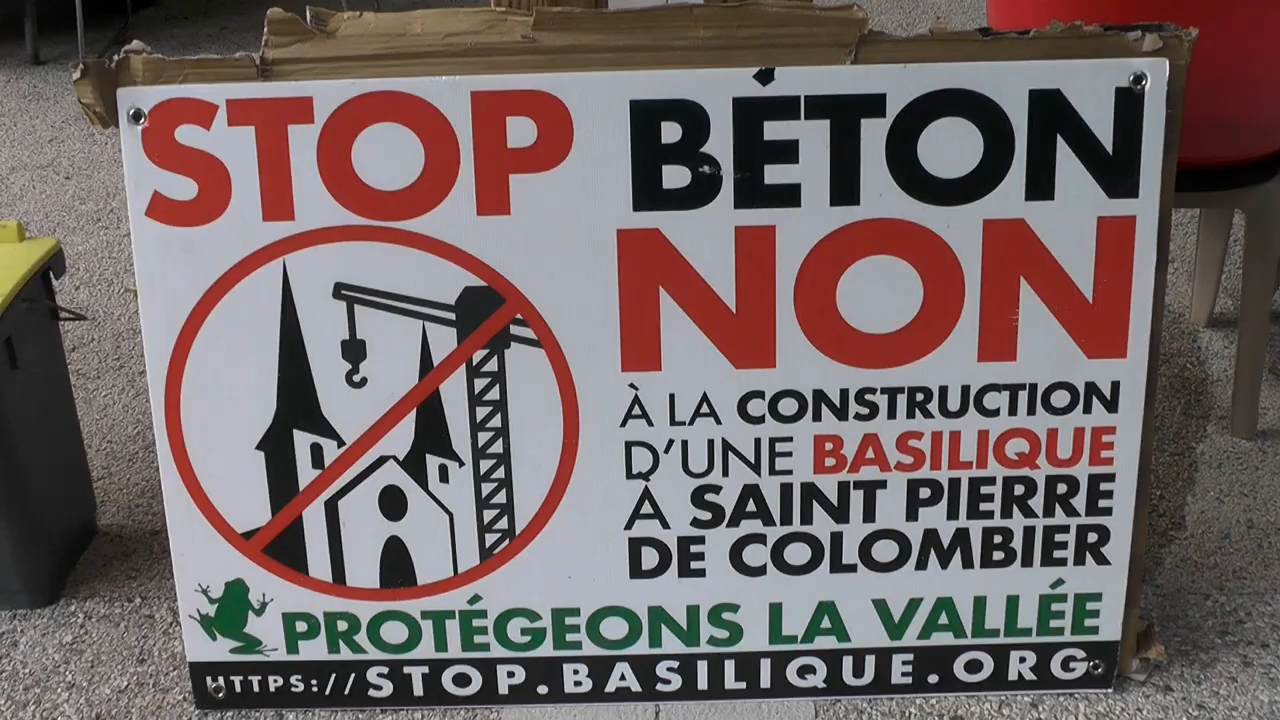 STOP BÉTON
NON
À LA CONSTRUCTION
D'UNE BASILIQUE
À SAINT PIERRE
DE COLOMBIER
PROTÉGEONS LA VALLÉE
HTTPS://STOP.BASILIQUE.ORG